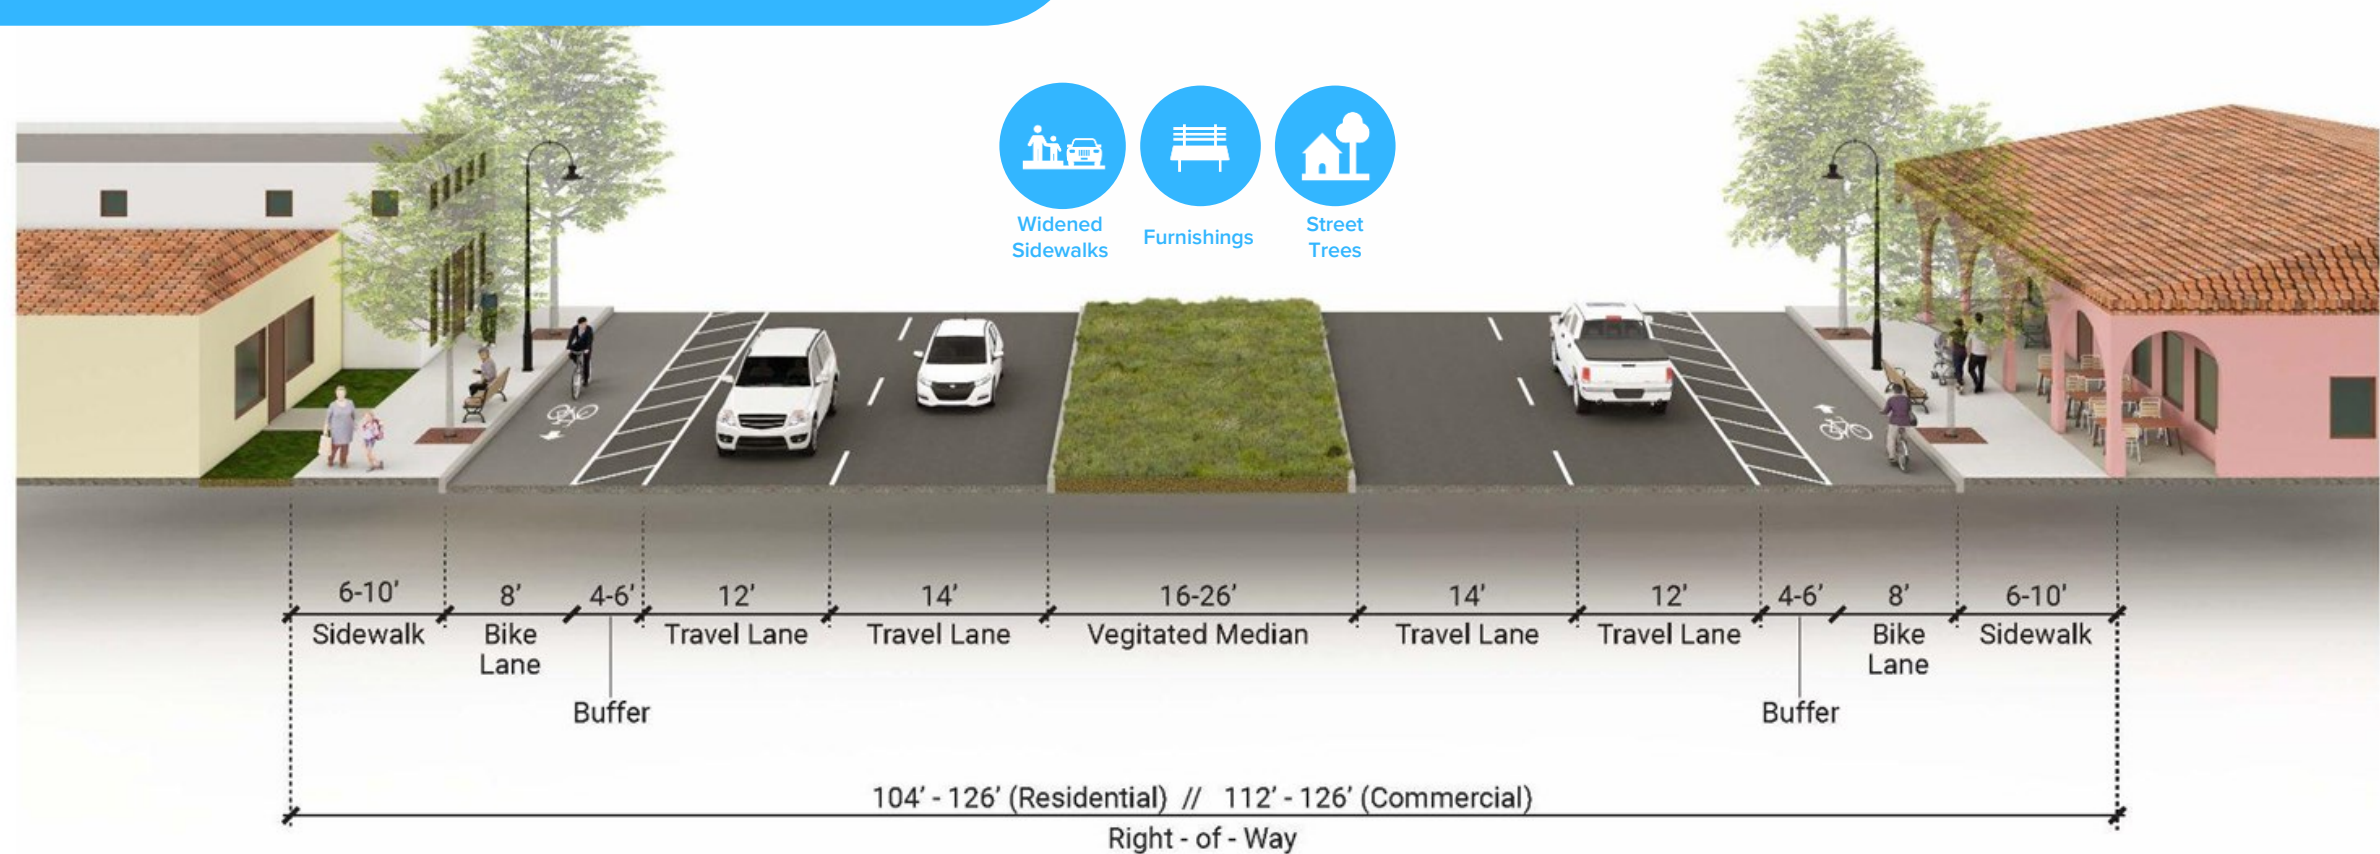 Widened
Sidewalks
Furnishings
Street
Trees
6-10’ 8’ 4-6’ 12’ 14’ 16-26’ 14’ 12’ 4-6’ 8’ 6-10’
Sidewalk Bike Travel Lane Travel Lane Vegitated Median Travel Lane Travel Lane Bike Sidewalk
Lane Lane
Buffer Buffer
104’ - 126’ (Residential) // 112’ - 126’ (Commercial)
Right - of - Way